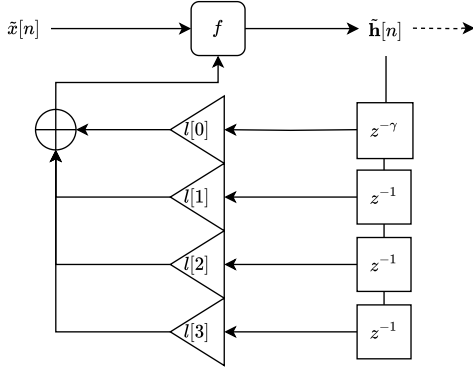 x̃[n] f h̃[n]
l[0] z^{-γ}
l[1] z^{-1}
l[2] z^{-1}
l[3] z^{-1}